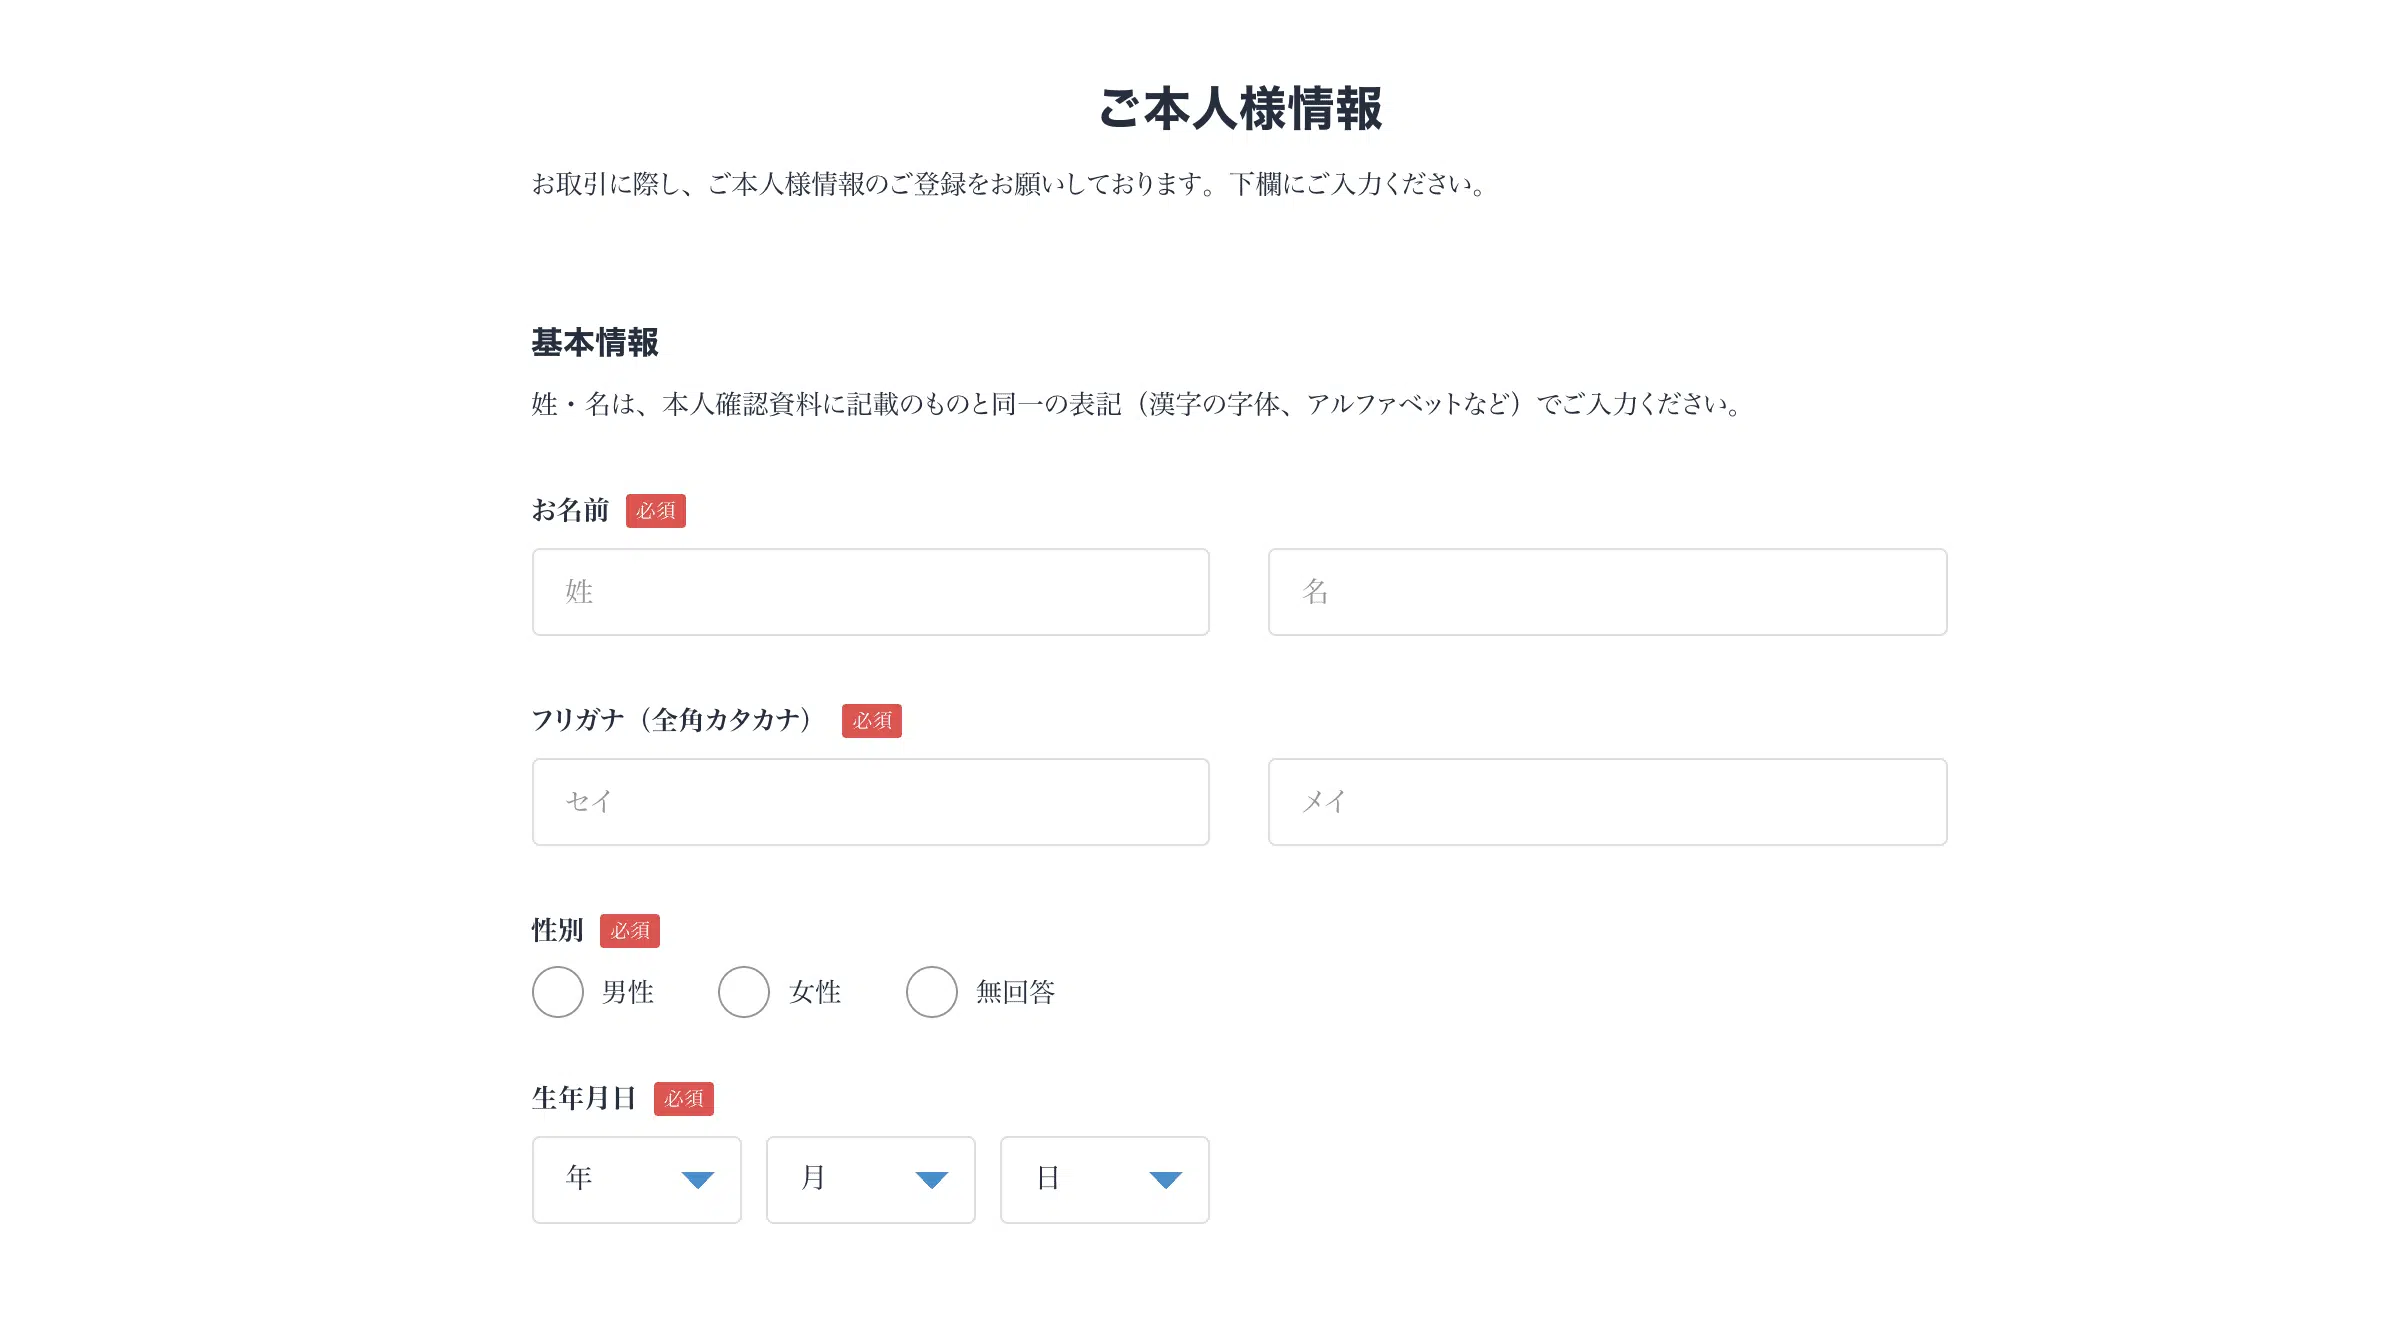 ご本人様情報
お取引に際し、ご本人様情報のご登録をお願いしております。下欄にご入力ください。
基本情報
姓・名は、本人確認資料に記載のものと同一の表記（漢字の字体、アルファベットなど）でご入力ください。
お名前 必須
姓 名
フリガナ（全角カタカナ） 必須
セイ メイ
性別 必須
男性 女性 無回答
生年月日 必須
年 月 日